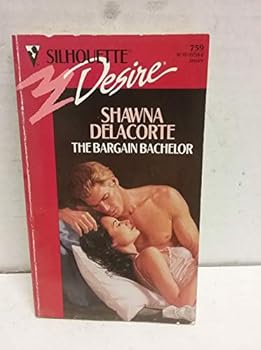 SILHOUETTE
Desire
759
SHAWNA
DELACORTE
THE BARGAIN BACHELOR